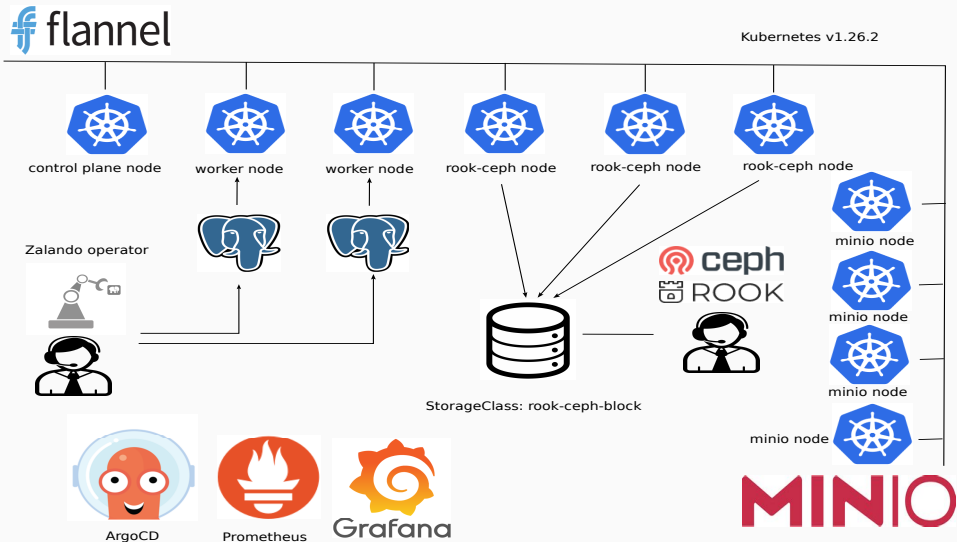 flannel
Kubernetes v1.26.2
control plane node
worker node
worker node
rook-ceph node
rook-ceph node
rook-ceph node
minio node
minio node
minio node
minio node
Zalando operator
ceph
ROOK
StorageClass: rook-ceph-block
ArgoCD
Prometheus
Grafana
MINIO